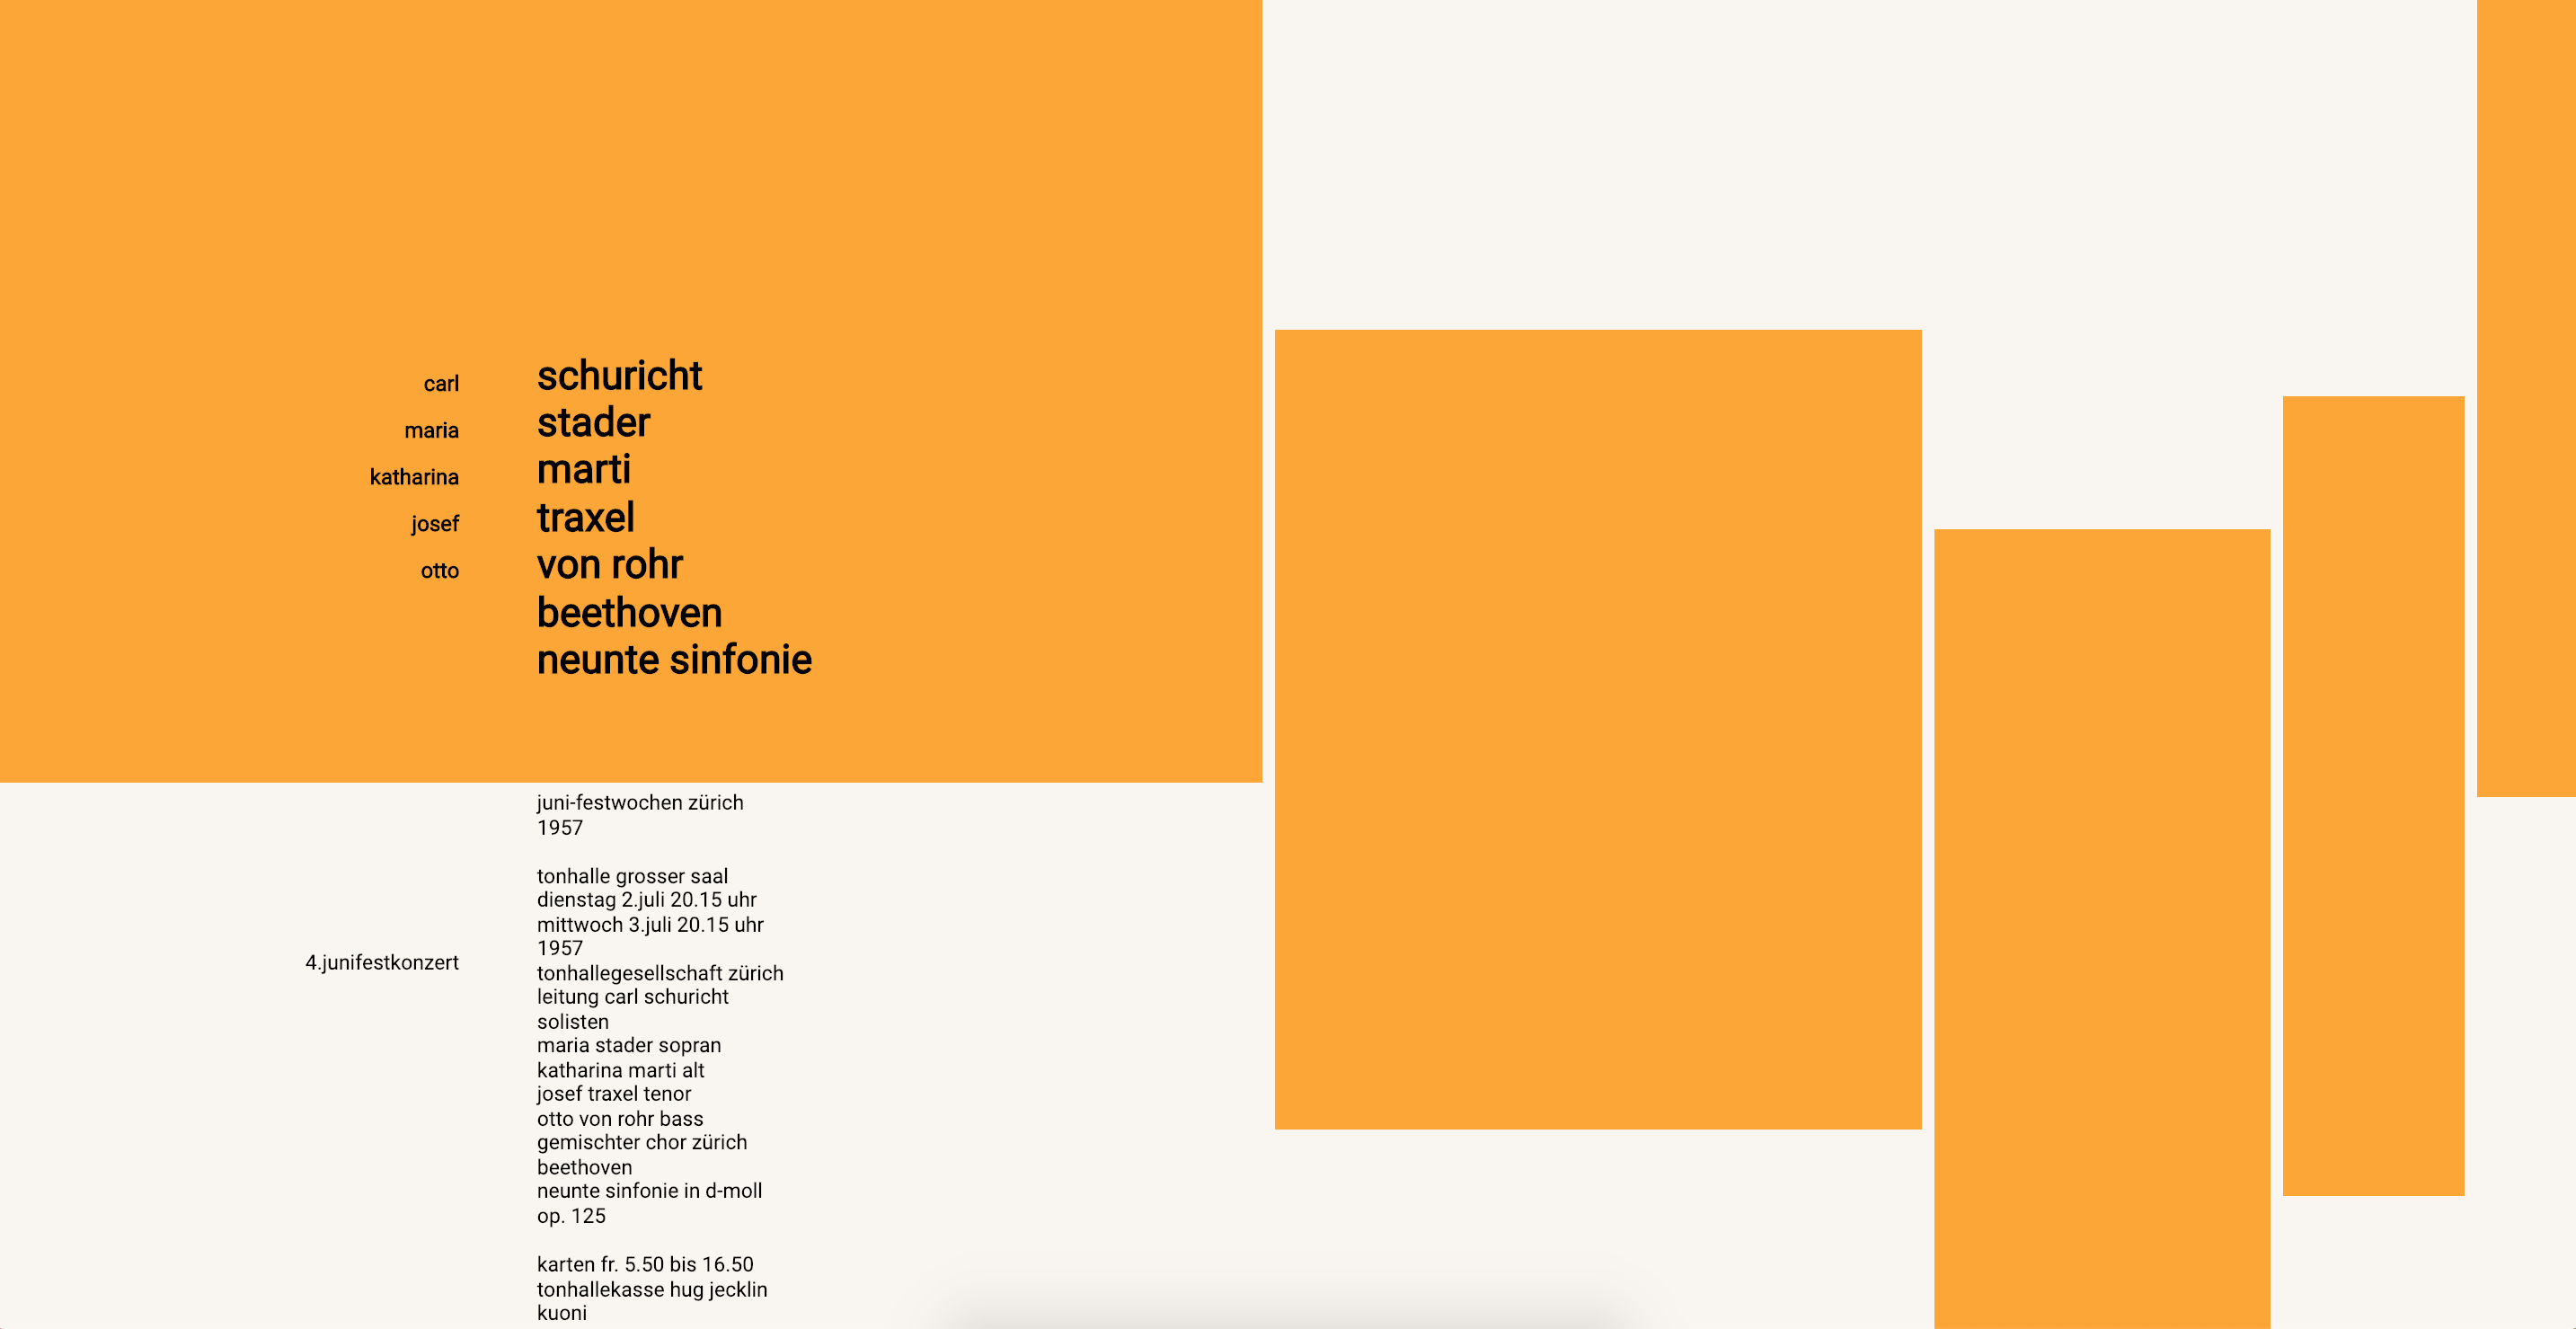 carl schuricht
maria stader
katharina marti
josef traxel
otto von rohr
beethoven
neunte sinfonie
juni-festwochen zürich
1957
tonhalle grosser saal
dienstag 2.juli 20.15 uhr
mittwoch 3.juli 20.15 uhr
1957
4.junifestkonzert
tonhallegesellschaft zürich
leitung carl schuricht
solisten
maria stader sopran
katharina marti alt
josef traxel tenor
otto von rohr bass
gemischter chor zürich
beethoven
neunte sinfonie in d-moll
op. 125
karten fr. 5.50 bis 16.50
tonhallekasse hug jecklin
kuoni